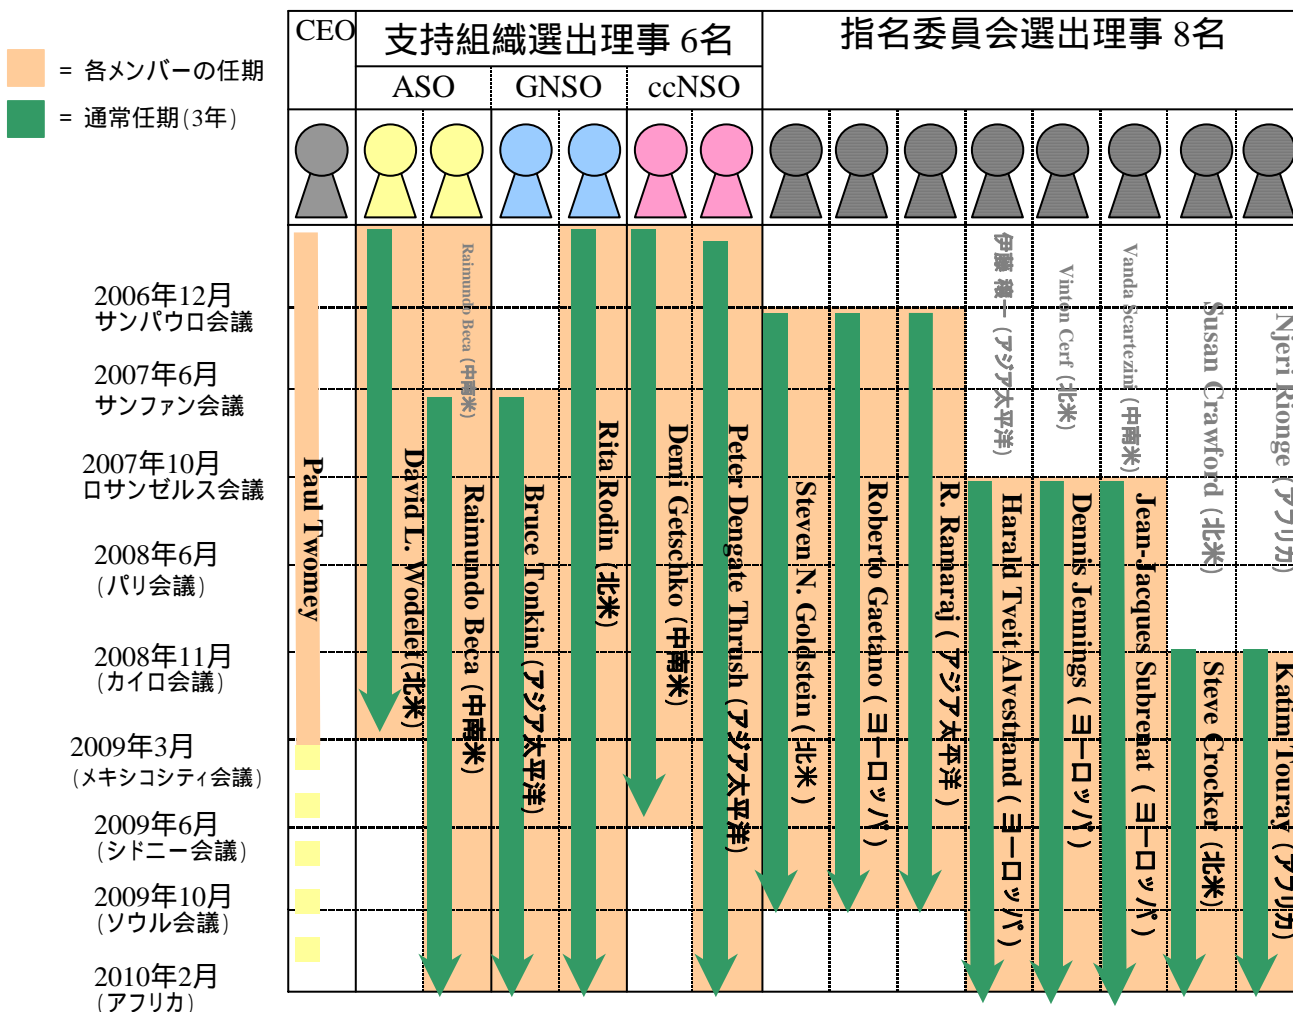 CEO
支持組織選出理事 6名
指名委員会選出理事 8名
= 各メンバーの任期
= 通常任期(3年)
ASO
GNSO
ccNSO
2006年12月
サンパウロ会議
2007年6月
サンファン会議
2007年10月
ロサンゼルス会議
2008年6月
(パリ会議)
2008年11月
(カイロ会議)
2009年3月
(メキシコシティ会議)
2009年6月
(シドニー会議)
2009年10月
(ソウル会議)
2010年2月
(アフリカ)
Paul Twomey
David L. Wodelet(北米)
Raimundo Beca (中南米)
Raimundo Beca (中南米)
Bruce Tonkin (アジア太平洋)
Rita Rodin (北米)
Demi Getschko (中南米)
Peter Dengate Thrush (アジア太平洋)
Steven N. Goldstein (北米)
Roberto Gaetano (ヨーロッパ)
R. Ramaraj (アジア太平洋)
伊藤 穰一 (アジア太平洋)
Harald Tveit Alvestrand (ヨーロッパ)
Vinton Cerf (北米)
Dennis Jennings (ヨーロッパ)
Vanda Scartezini (中南米)
Jean-Jacques Subrenat (ヨーロッパ)
Susan Crawford (北米)
Steve Crocker (北米)
Njeri Rionge (アフリカ)
Katim Touray (アフリカ)